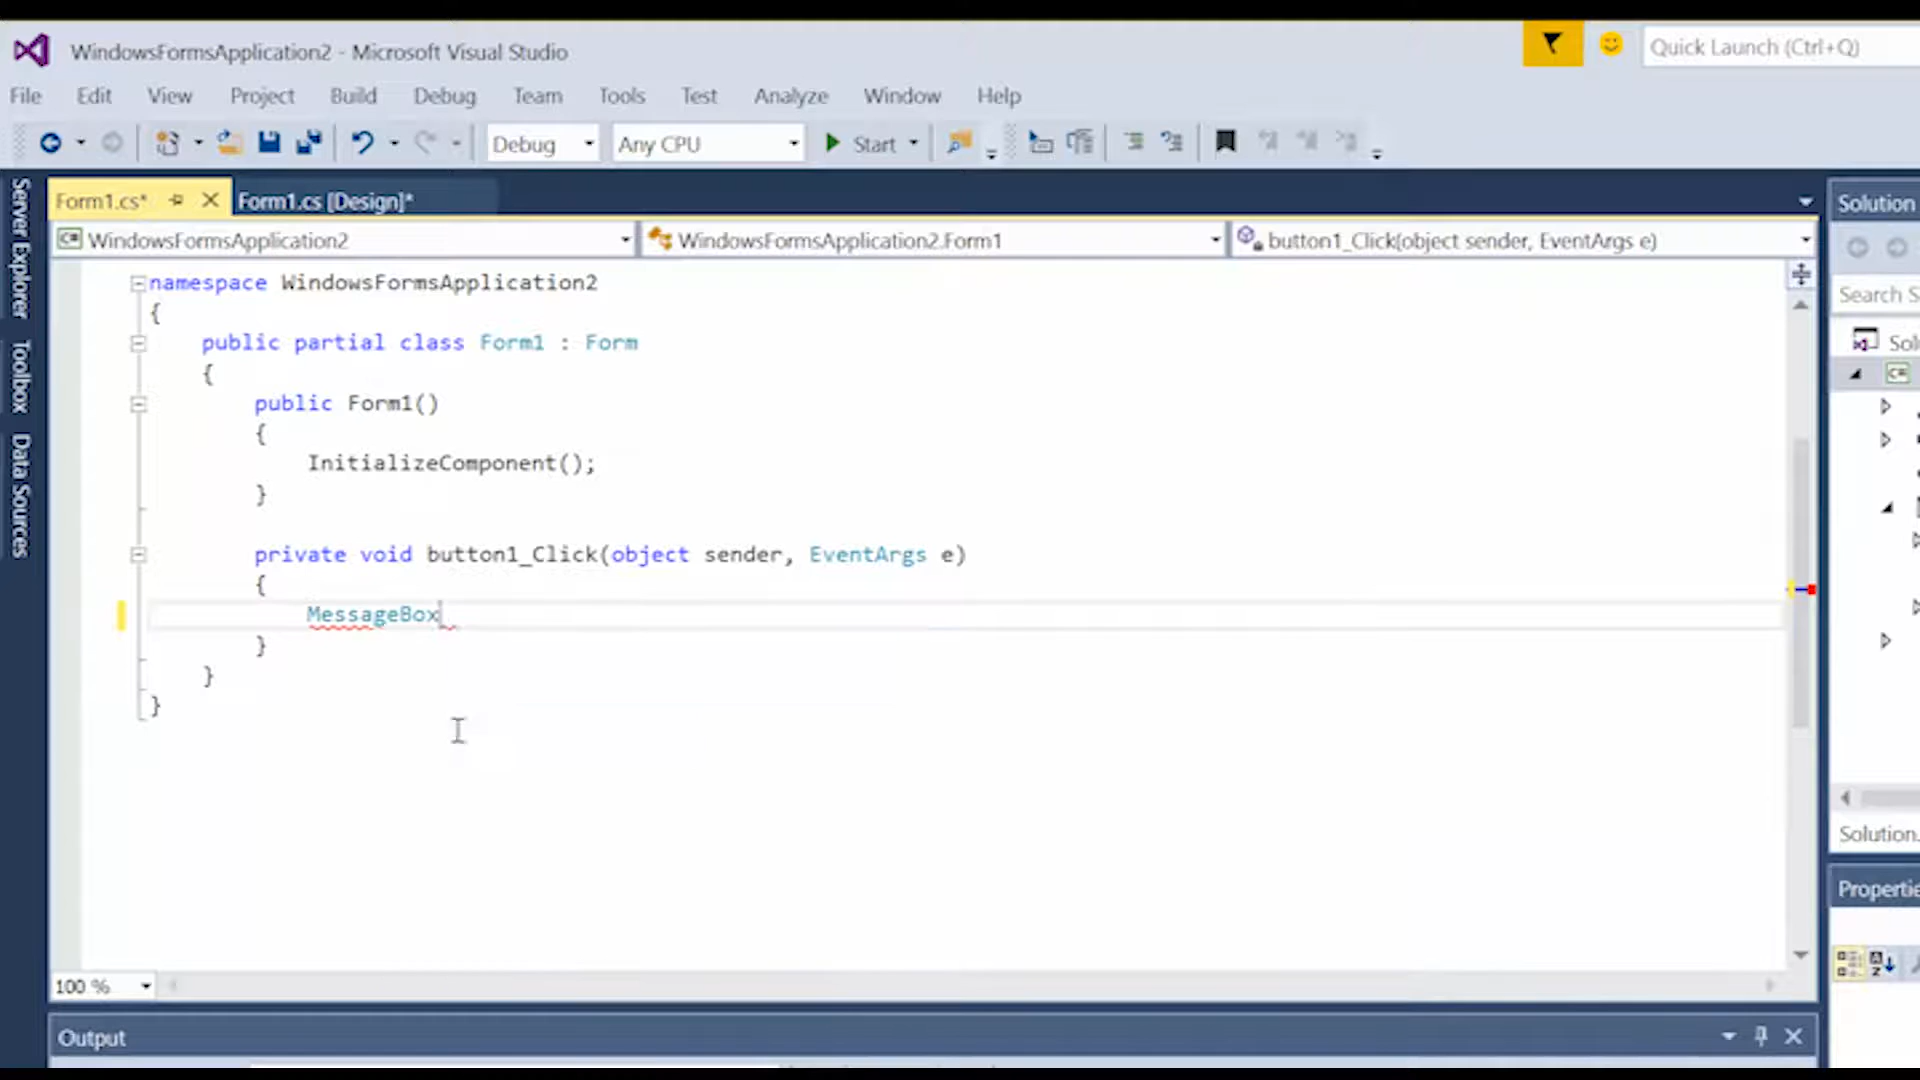 WindowsFormsApplication2 - Microsoft Visual Studio
Quick Launch (Ctrl+Q)
File Edit View Project Build Debug Team Tools Test Analyze Window Help
Debug Any CPU Start
Server Explorer
Toolbox
Data Sources
Form1.cs* Form1.cs [Design]*
Solution
C# WindowsFormsApplication2 WindowsFormsApplication2.Form1 button1_Click(object sender, EventArgs e)
Search S
namespace WindowsFormsApplication2
{
public partial class Form1 : Form
{
public Form1()
{
InitializeComponent();
}
private void button1_Click(object sender, EventArgs e)
{
MessageBox
}
}
}
Sol
C#
Solution.
Propertie
100 %
Output